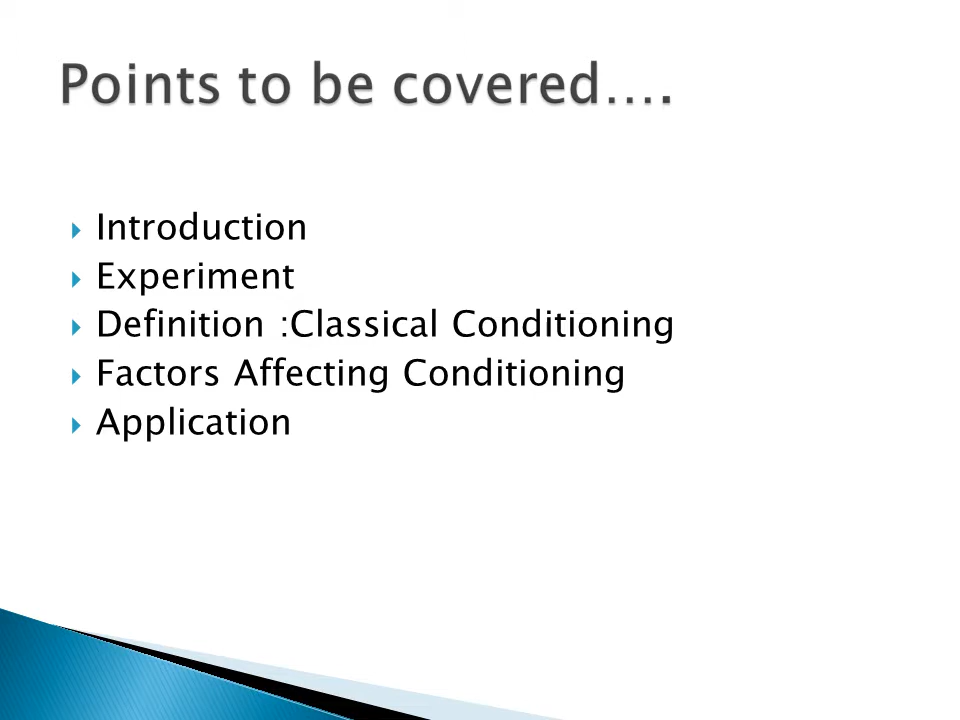 Points to be covered….
Introduction
Experiment
Definition :Classical Conditioning
Factors Affecting Conditioning
Application